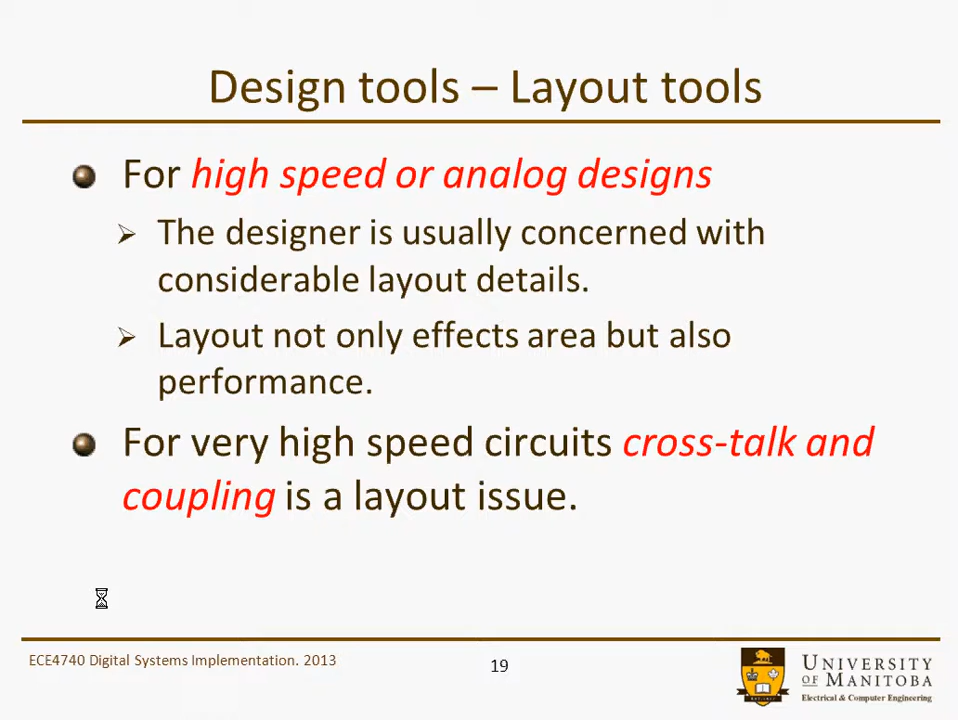 Design tools – Layout tools
For high speed or analog designs
The designer is usually concerned with
considerable layout details.
Layout not only effects area but also
performance.
For very high speed circuits cross-talk and
coupling is a layout issue.
ECE4740 Digital Systems Implementation. 2013
19
UNIVERSITY
OF MANITOBA
Electrical & Computer Engineering